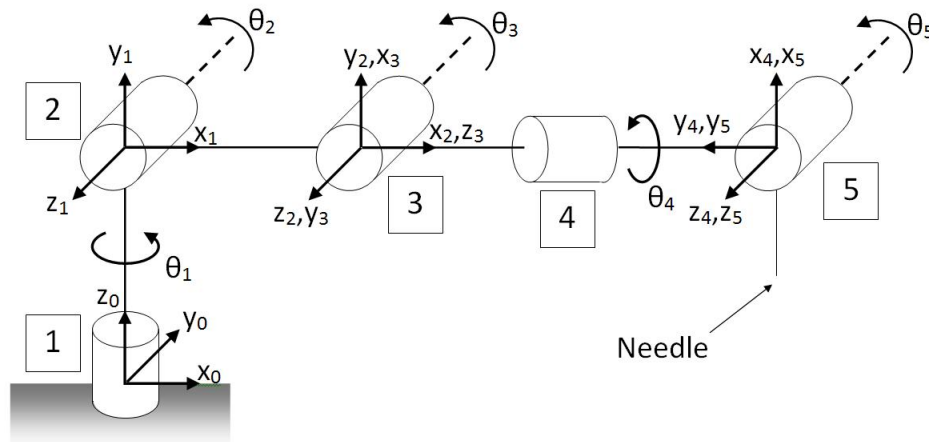 θ₂
θ₃
θ₅
y₁
y₂,x₃
x₄,x₅
2
x₁
x₂,z₃
y₄,y₅
z₁
z₂,y₃
3
4
θ₄
z₄,z₅
5
θ₁
z₀
y₀
1
x₀
Needle